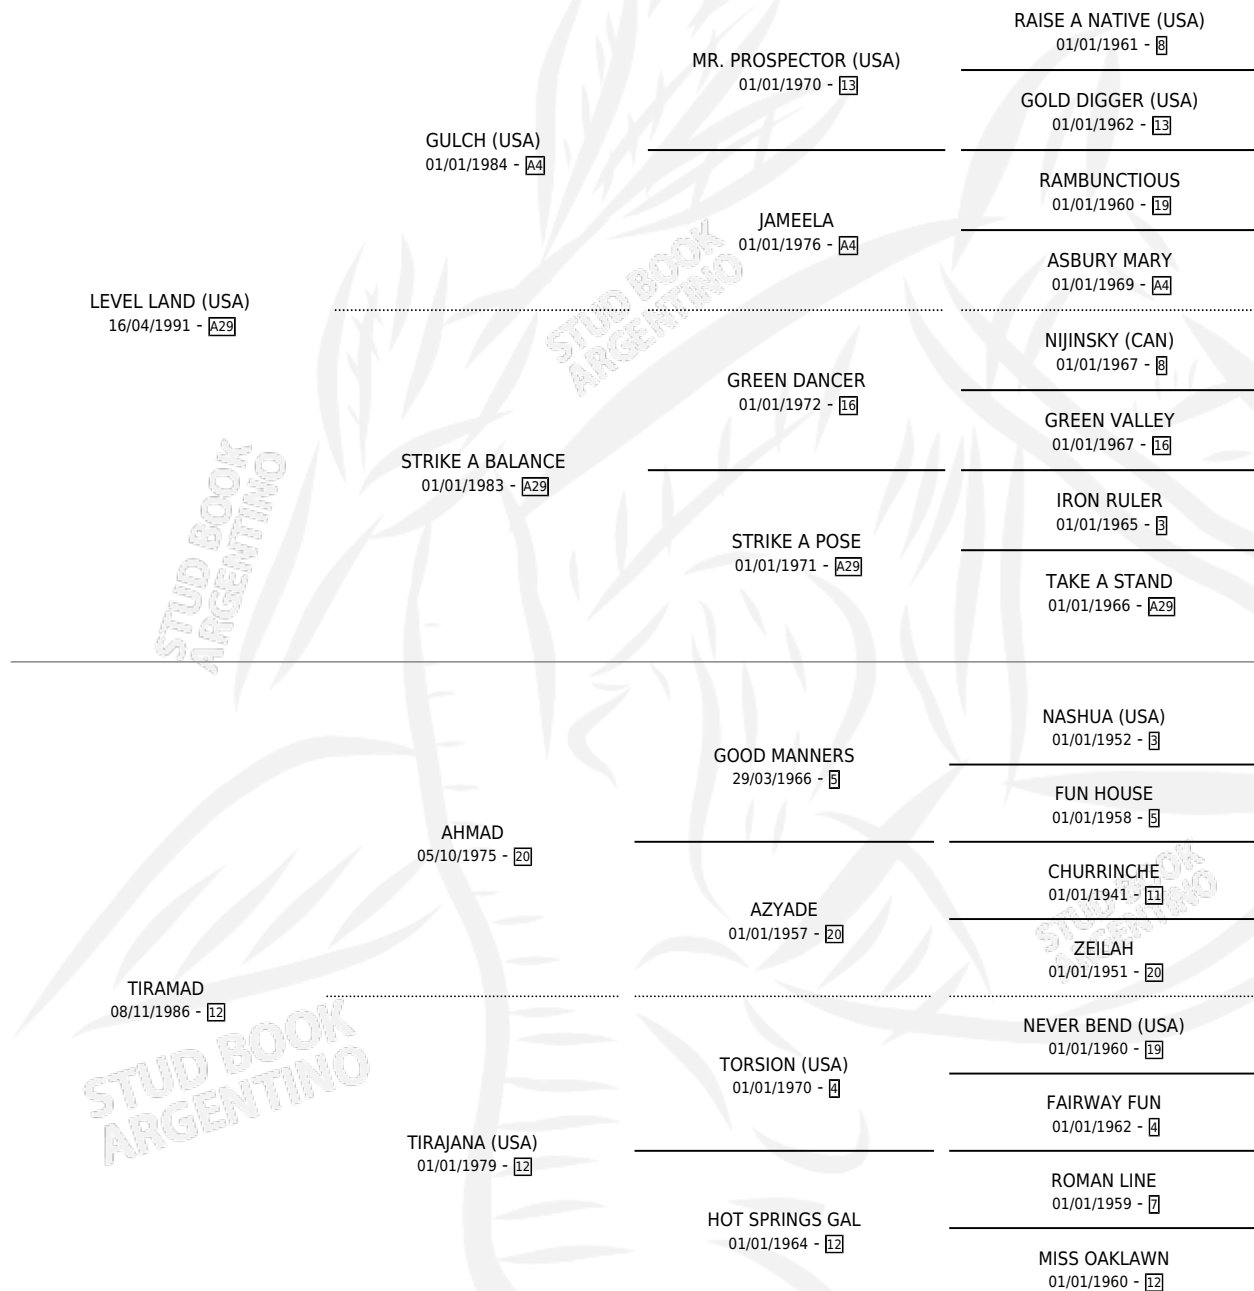 RAISE A NATIVE (USA)
01/01/1961 - 8
MR. PROSPECTOR (USA)
01/01/1970 - 13
GOLD DIGGER (USA)
01/01/1962 - 13
GULCH (USA)
01/01/1984 - A4
RAMBUNCTIOUS
01/01/1960 - 19
JAMEELA
01/01/1976 - A4
ASBURY MARY
01/01/1969 - A4
LEVEL LAND (USA)
16/04/1991 - A29
NIJINSKY (CAN)
01/01/1967 - 8
GREEN DANCER
01/01/1972 - 16
GREEN VALLEY
01/01/1967 - 16
STRIKE A BALANCE
01/01/1983 - A29
IRON RULER
01/01/1965 - 3
STRIKE A POSE
01/01/1971 - A29
TAKE A STAND
01/01/1966 - A29
NASHUA (USA)
01/01/1952 - 3
GOOD MANNERS
29/03/1966 - 5
FUN HOUSE
01/01/1958 - 5
AHMAD
05/10/1975 - 20
CHURRINCHE
01/01/1941 - 11
AZYADE
01/01/1957 - 20
ZEILAH
01/01/1951 - 20
TIRAMAD
08/11/1986 - 12
NEVER BEND (USA)
01/01/1960 - 19
TORSION (USA)
01/01/1970 - 4
FAIRWAY FUN
01/01/1962 - 4
TIRAJANA (USA)
01/01/1979 - 12
ROMAN LINE
01/01/1959 - 7
HOT SPRINGS GAL
01/01/1964 - 12
MISS OAKLAWN
01/01/1960 - 12
STUD BOOK
ARGENTINO
STUD BOOK
ARGENTINO
STUD BOOK
ARGENTINO
STUD BOOK
ARGENTINO